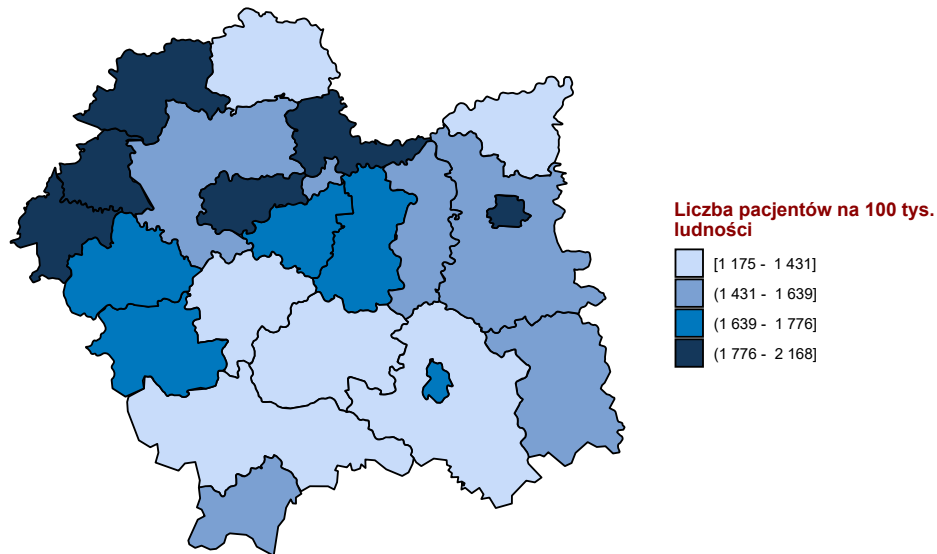 Liczba pacjentów na 100 tys.
ludności
[1 175 - 1 431]
(1 431 - 1 639]
(1 639 - 1 776]
(1 776 - 2 168]